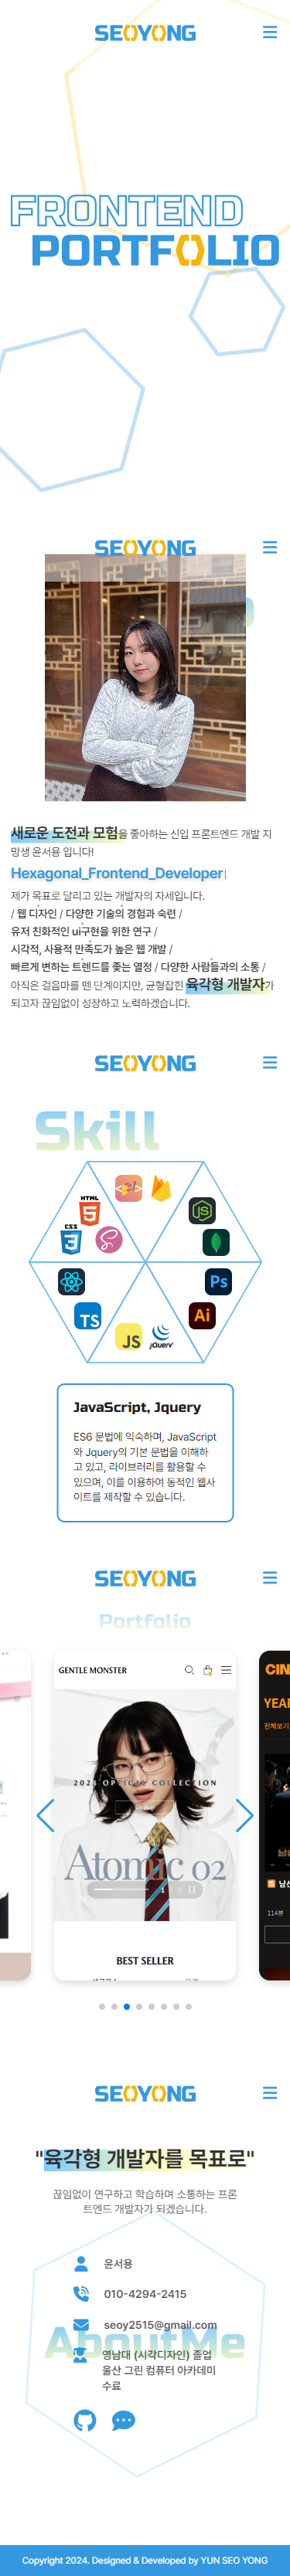 SEOYONG
FRONTEND
PORTFOLIO
SEOYONG
새로운 도전과 모험을 좋아하는 신입 프론트엔드 개발 지
망생 윤서용 입니다!
Hexagonal_Frontend_Developer|
제가 목표로 달리고 있는 개발자의 자세입니다.
/ 웹 디자인 / 다양한 기술의 경험과 숙련 /
유저 친화적인 ui구현을 위한 연구 /
시각적, 사용적 만족도가 높은 웹 개발 /
빠르게 변하는 트렌드를 좇는 열정 / 다양한 사람들과의 소통 /
아직은 걸음마를 뗀 단계이지만, 균형잡힌 육각형 개발자가
되고자 끊임없이 성장하고 노력하겠습니다.
SEOYONG
Skill
HTML
5
JS
CSS
3
Ps
TS
Ai
JS
jQuery
JavaScript, Jquery
ES6 문법에 익숙하며, JavaScript
와 Jquery의 기본 문법을 이해하
고 있고, 라이브러리를 활용할 수
있으며, 이를 이용하여 동적인 웹사
이트를 제작할 수 있습니다.
SEOYONG
Portfolio
GENTLE MONSTER
CIN
YEAR
전체보기
2024 OPTICAL COLLECTION
Atomic 02
114분
BEST SELLER
SEOYONG
"육각형 개발자를 목표로"
끊임없이 연구하고 학습하며 소통하는 프론
트엔드 개발자가 되겠습니다.
윤서용
010-4294-2415
seoy2515@gmail.com
AboutMe
영남대 (시각디자인) 졸업
울산 그린 컴퓨터 아카데미
수료
Copyright 2024. Designed & Developed by YUN SEO YONG